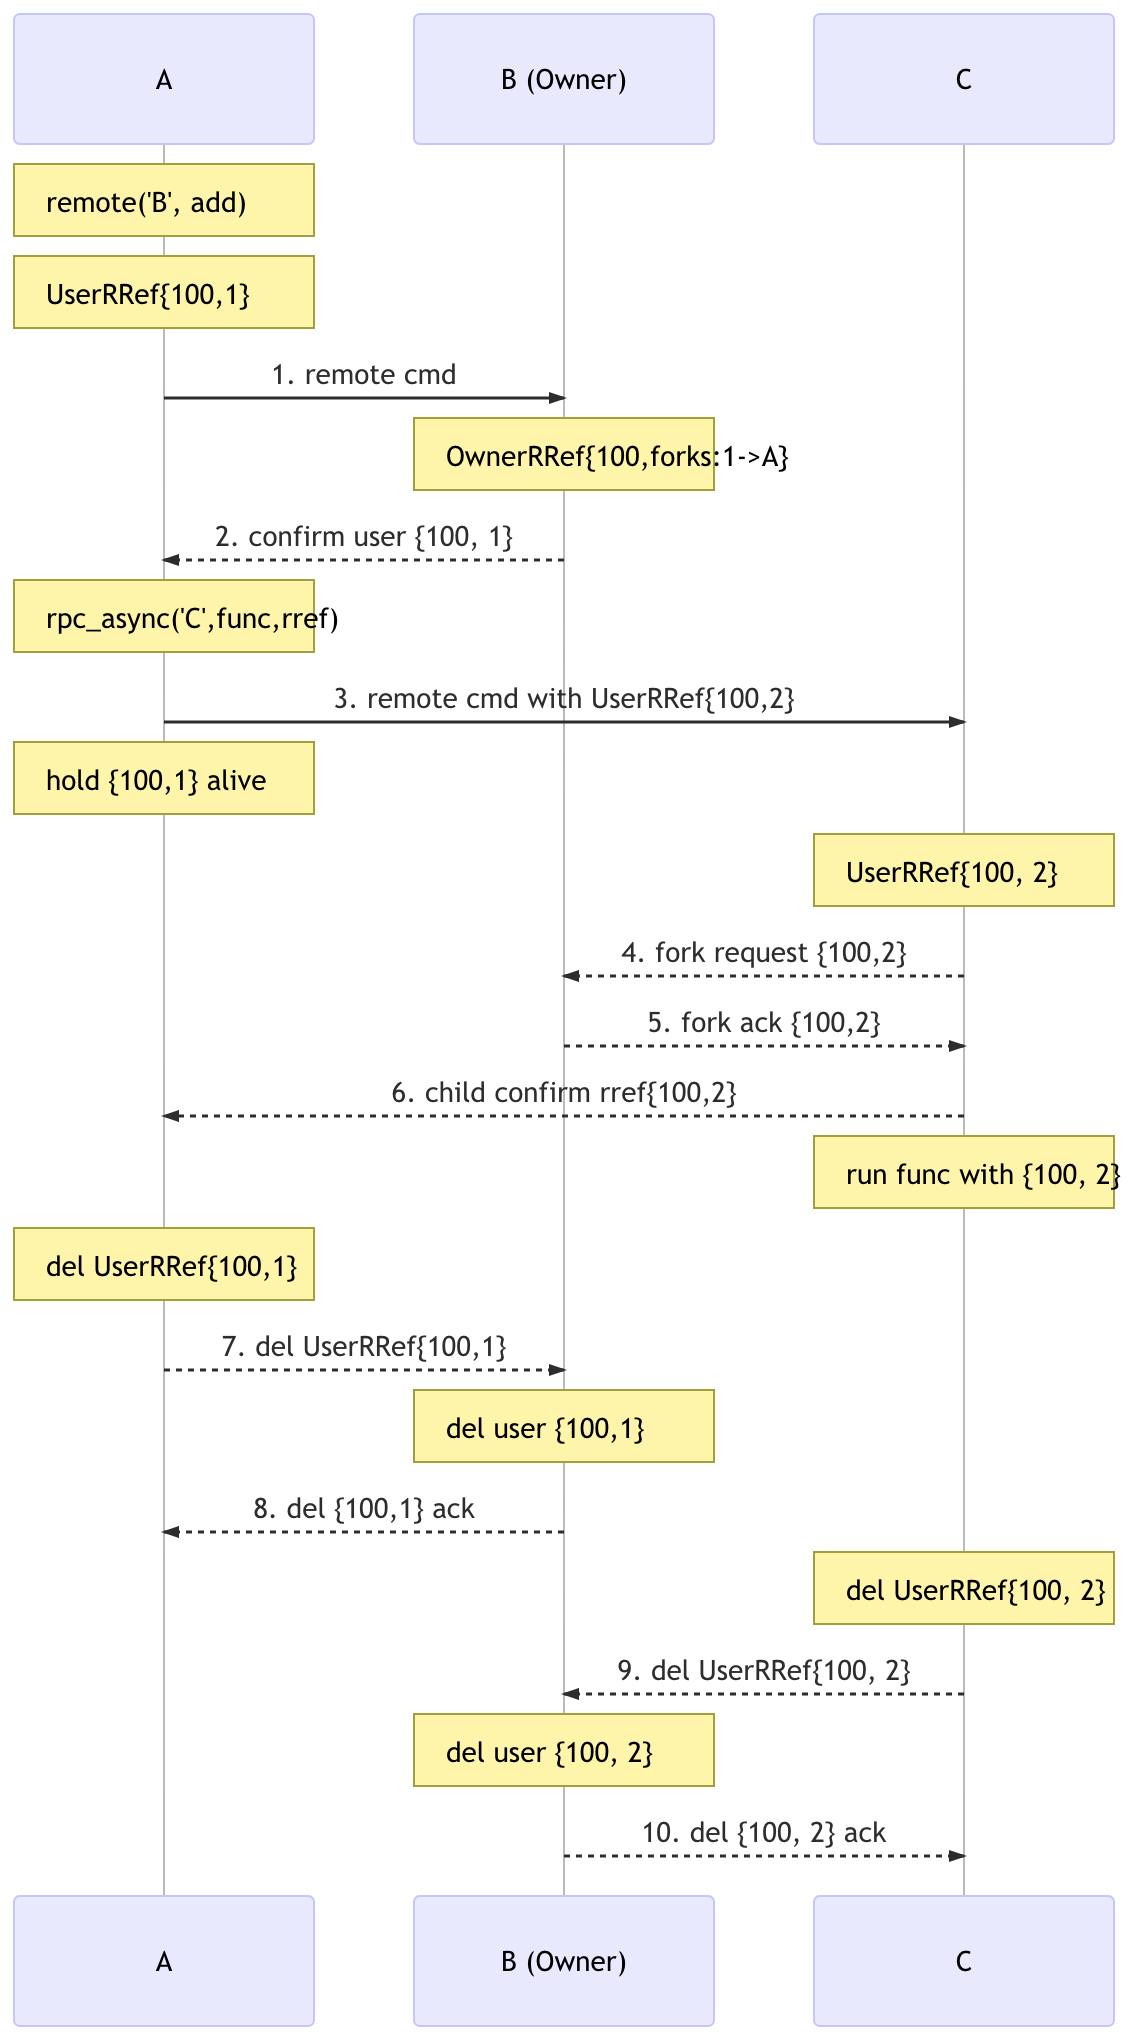 A
B (Owner)
C
remote('B', add)
UserRRef{100,1}
1. remote cmd
OwnerRRef{100,forks:1->A}
2. confirm user {100, 1}
rpc_async('C',func,rref)
3. remote cmd with UserRRef{100,2}
hold {100,1} alive
UserRRef{100, 2}
4. fork request {100,2}
5. fork ack {100,2}
6. child confirm rref{100,2}
run func with {100, 2}
del UserRRef{100,1}
7. del UserRRef{100,1}
del user {100,1}
8. del {100,1} ack
del UserRRef{100, 2}
9. del UserRRef{100, 2}
del user {100, 2}
10. del {100, 2} ack
A
B (Owner)
C